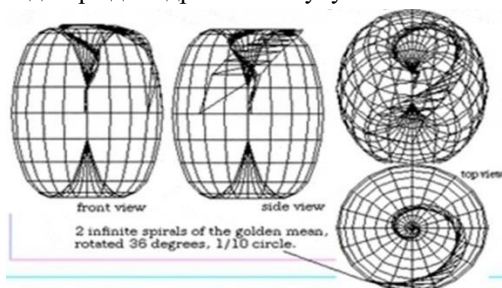 front view
side view
top view
2 infinite spirals of the golden mean,
rotated 36 degrees, 1/10 circle.